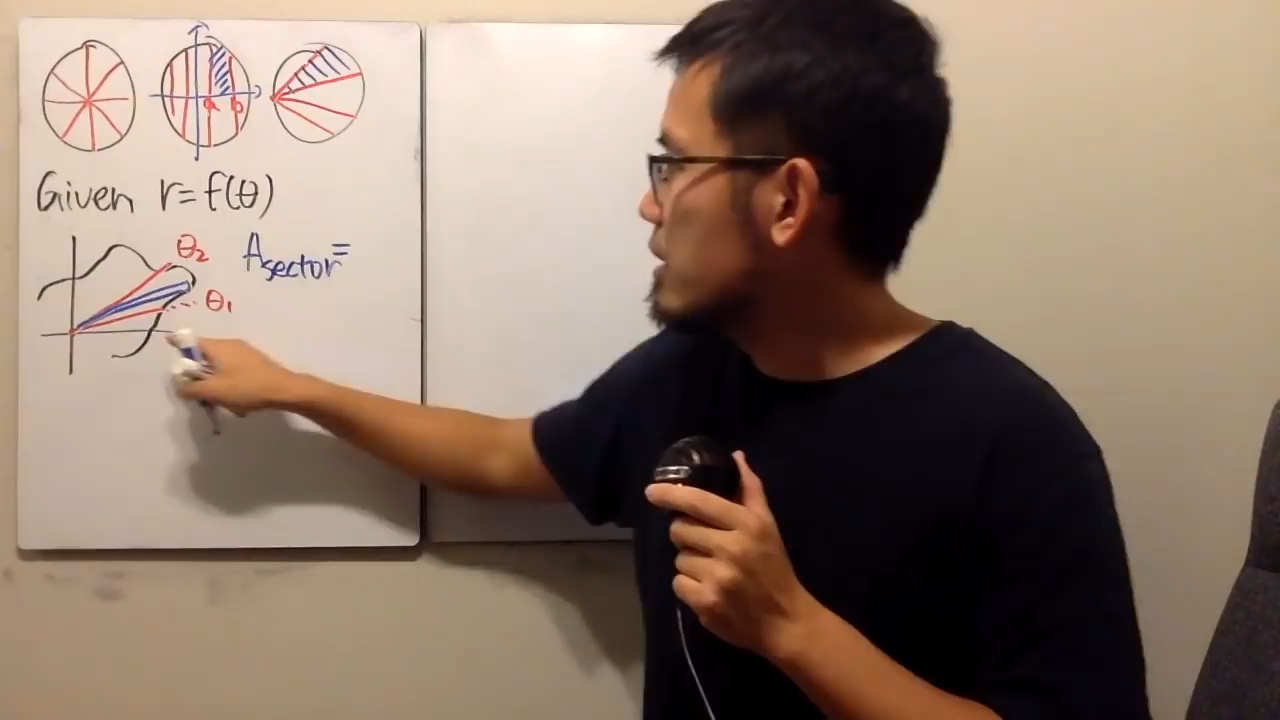 a b
Given r=f(θ)
θ₂
A sector =
θ₁